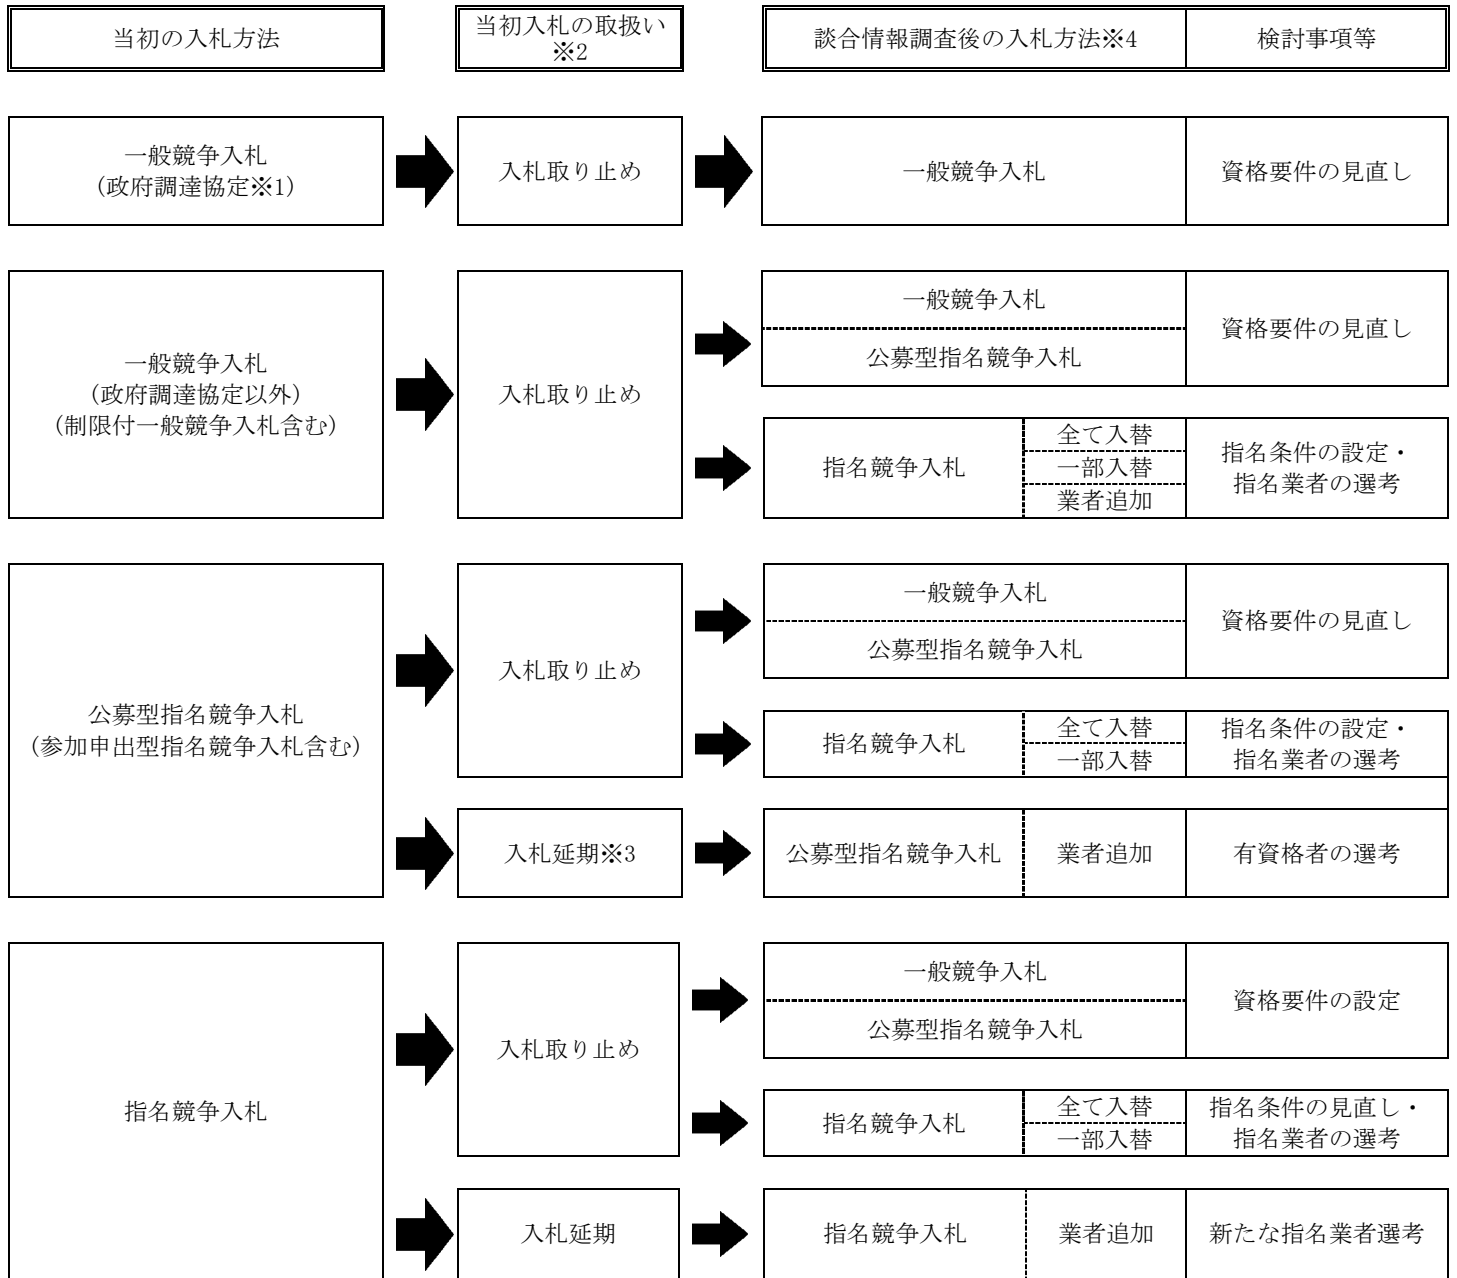 当初の入札方法
当初入札の取扱い
※2
談合情報調査後の入札方法※4
検討事項等
一般競争入札
(政府調達協定※1)
入札取り止め
一般競争入札
資格要件の見直し
一般競争入札
(政府調達協定以外)
(制限付一般競争入札含む)
入札取り止め
一般競争入札
公募型指名競争入札
資格要件の見直し
指名競争入札
全て入替
一部入替
業者追加
指名条件の設定・
指名業者の選考
公募型指名競争入札
(参加申出型指名競争入札含む)
入札取り止め
一般競争入札
公募型指名競争入札
資格要件の見直し
指名競争入札
全て入替
一部入替
指名条件の設定・
指名業者の選考
入札延期※3
公募型指名競争入札
業者追加
有資格者の選考
指名競争入札
入札取り止め
一般競争入札
公募型指名競争入札
資格要件の設定
指名競争入札
全て入替
一部入替
指名条件の見直し・
指名業者の選考
入札延期
指名競争入札
業者追加
新たな指名業者選考